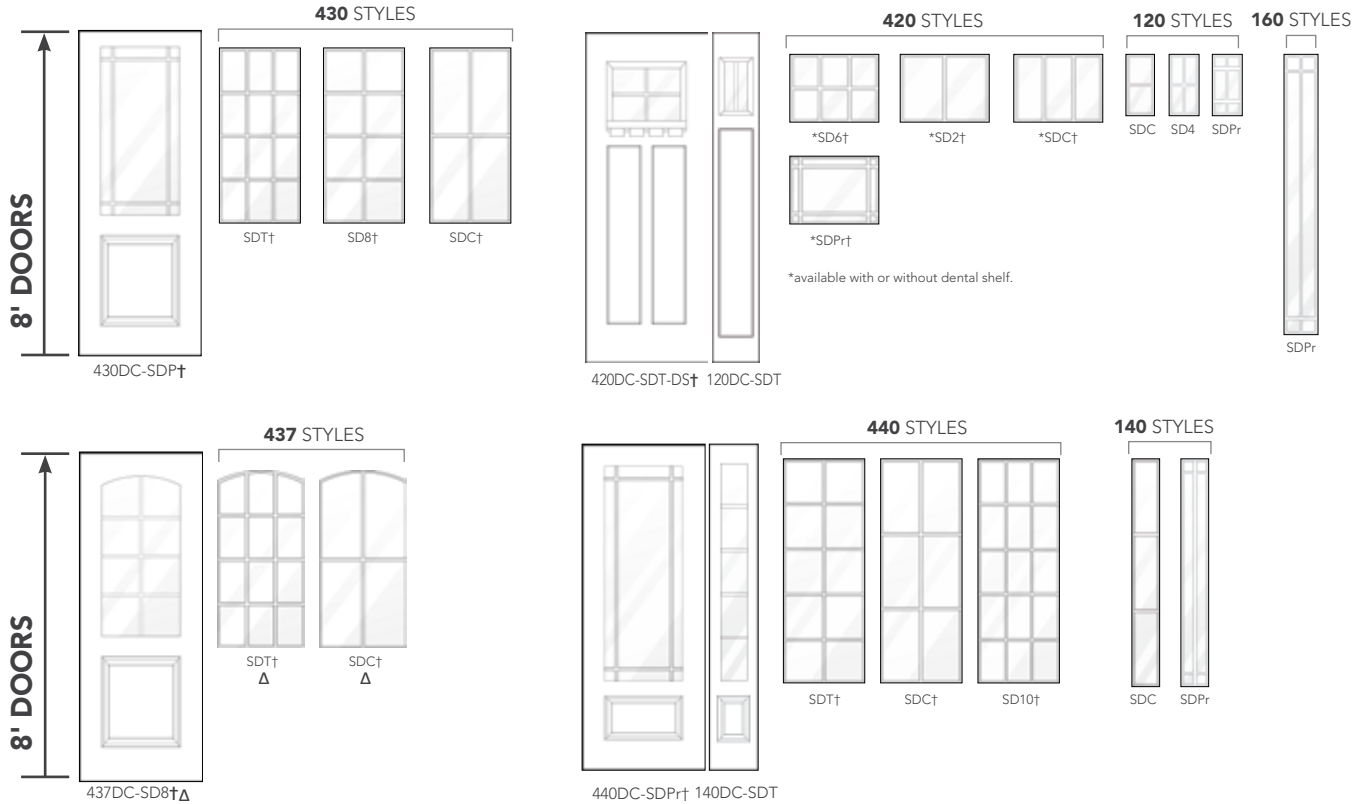 430 STYLES
8' DOORS
430DC-SDP†
SDT†
SD8†
SDC†
420DC-SDT-DS† 120DC-SDT
420 STYLES
*SD6†
*SD2†
*SDC†
*SDPr†
*available with or without dental shelf.
120 STYLES
SDC
SD4
SDPr
160 STYLES
SDPr
437 STYLES
8' DOORS
437DC-SD8†Δ
SDT†
Δ
SDC†
Δ
440DC-SDPr† 140DC-SDT
440 STYLES
SDT†
SDC†
SD10†
140 STYLES
SDC
SDPr